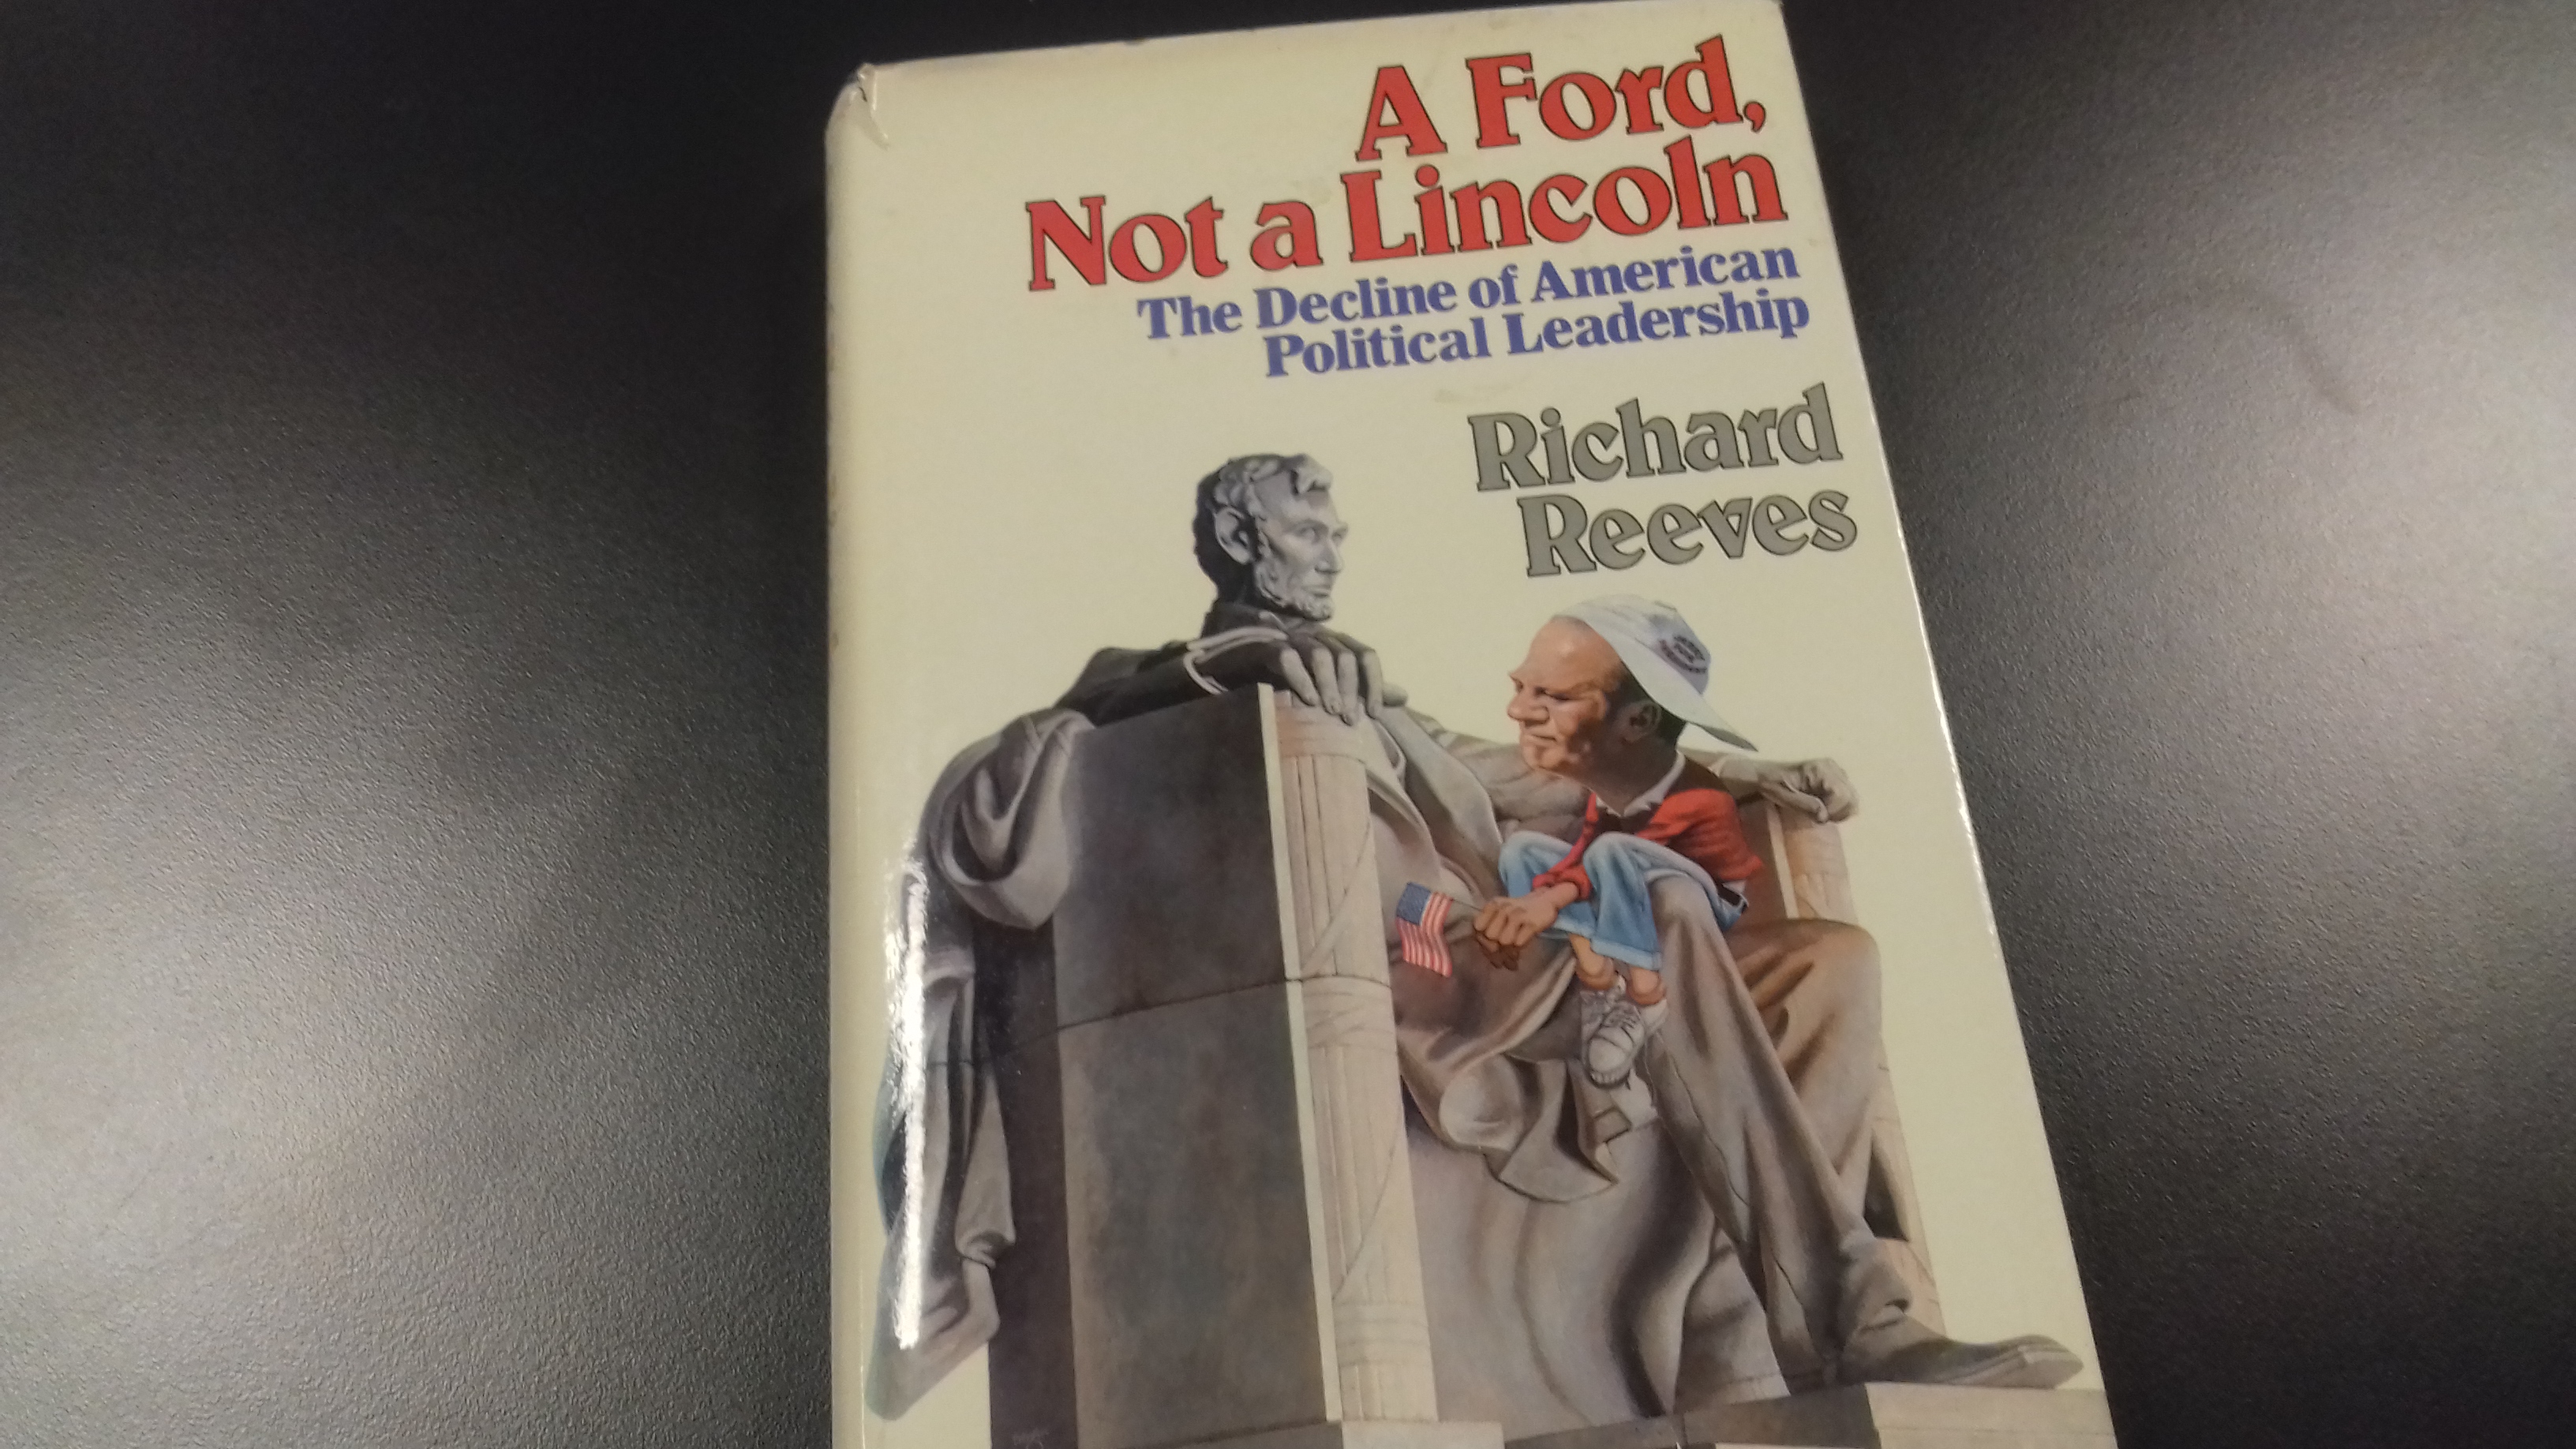 A Ford,
Not a Lincoln
The Decline of American
Political Leadership
Richard
Reeves